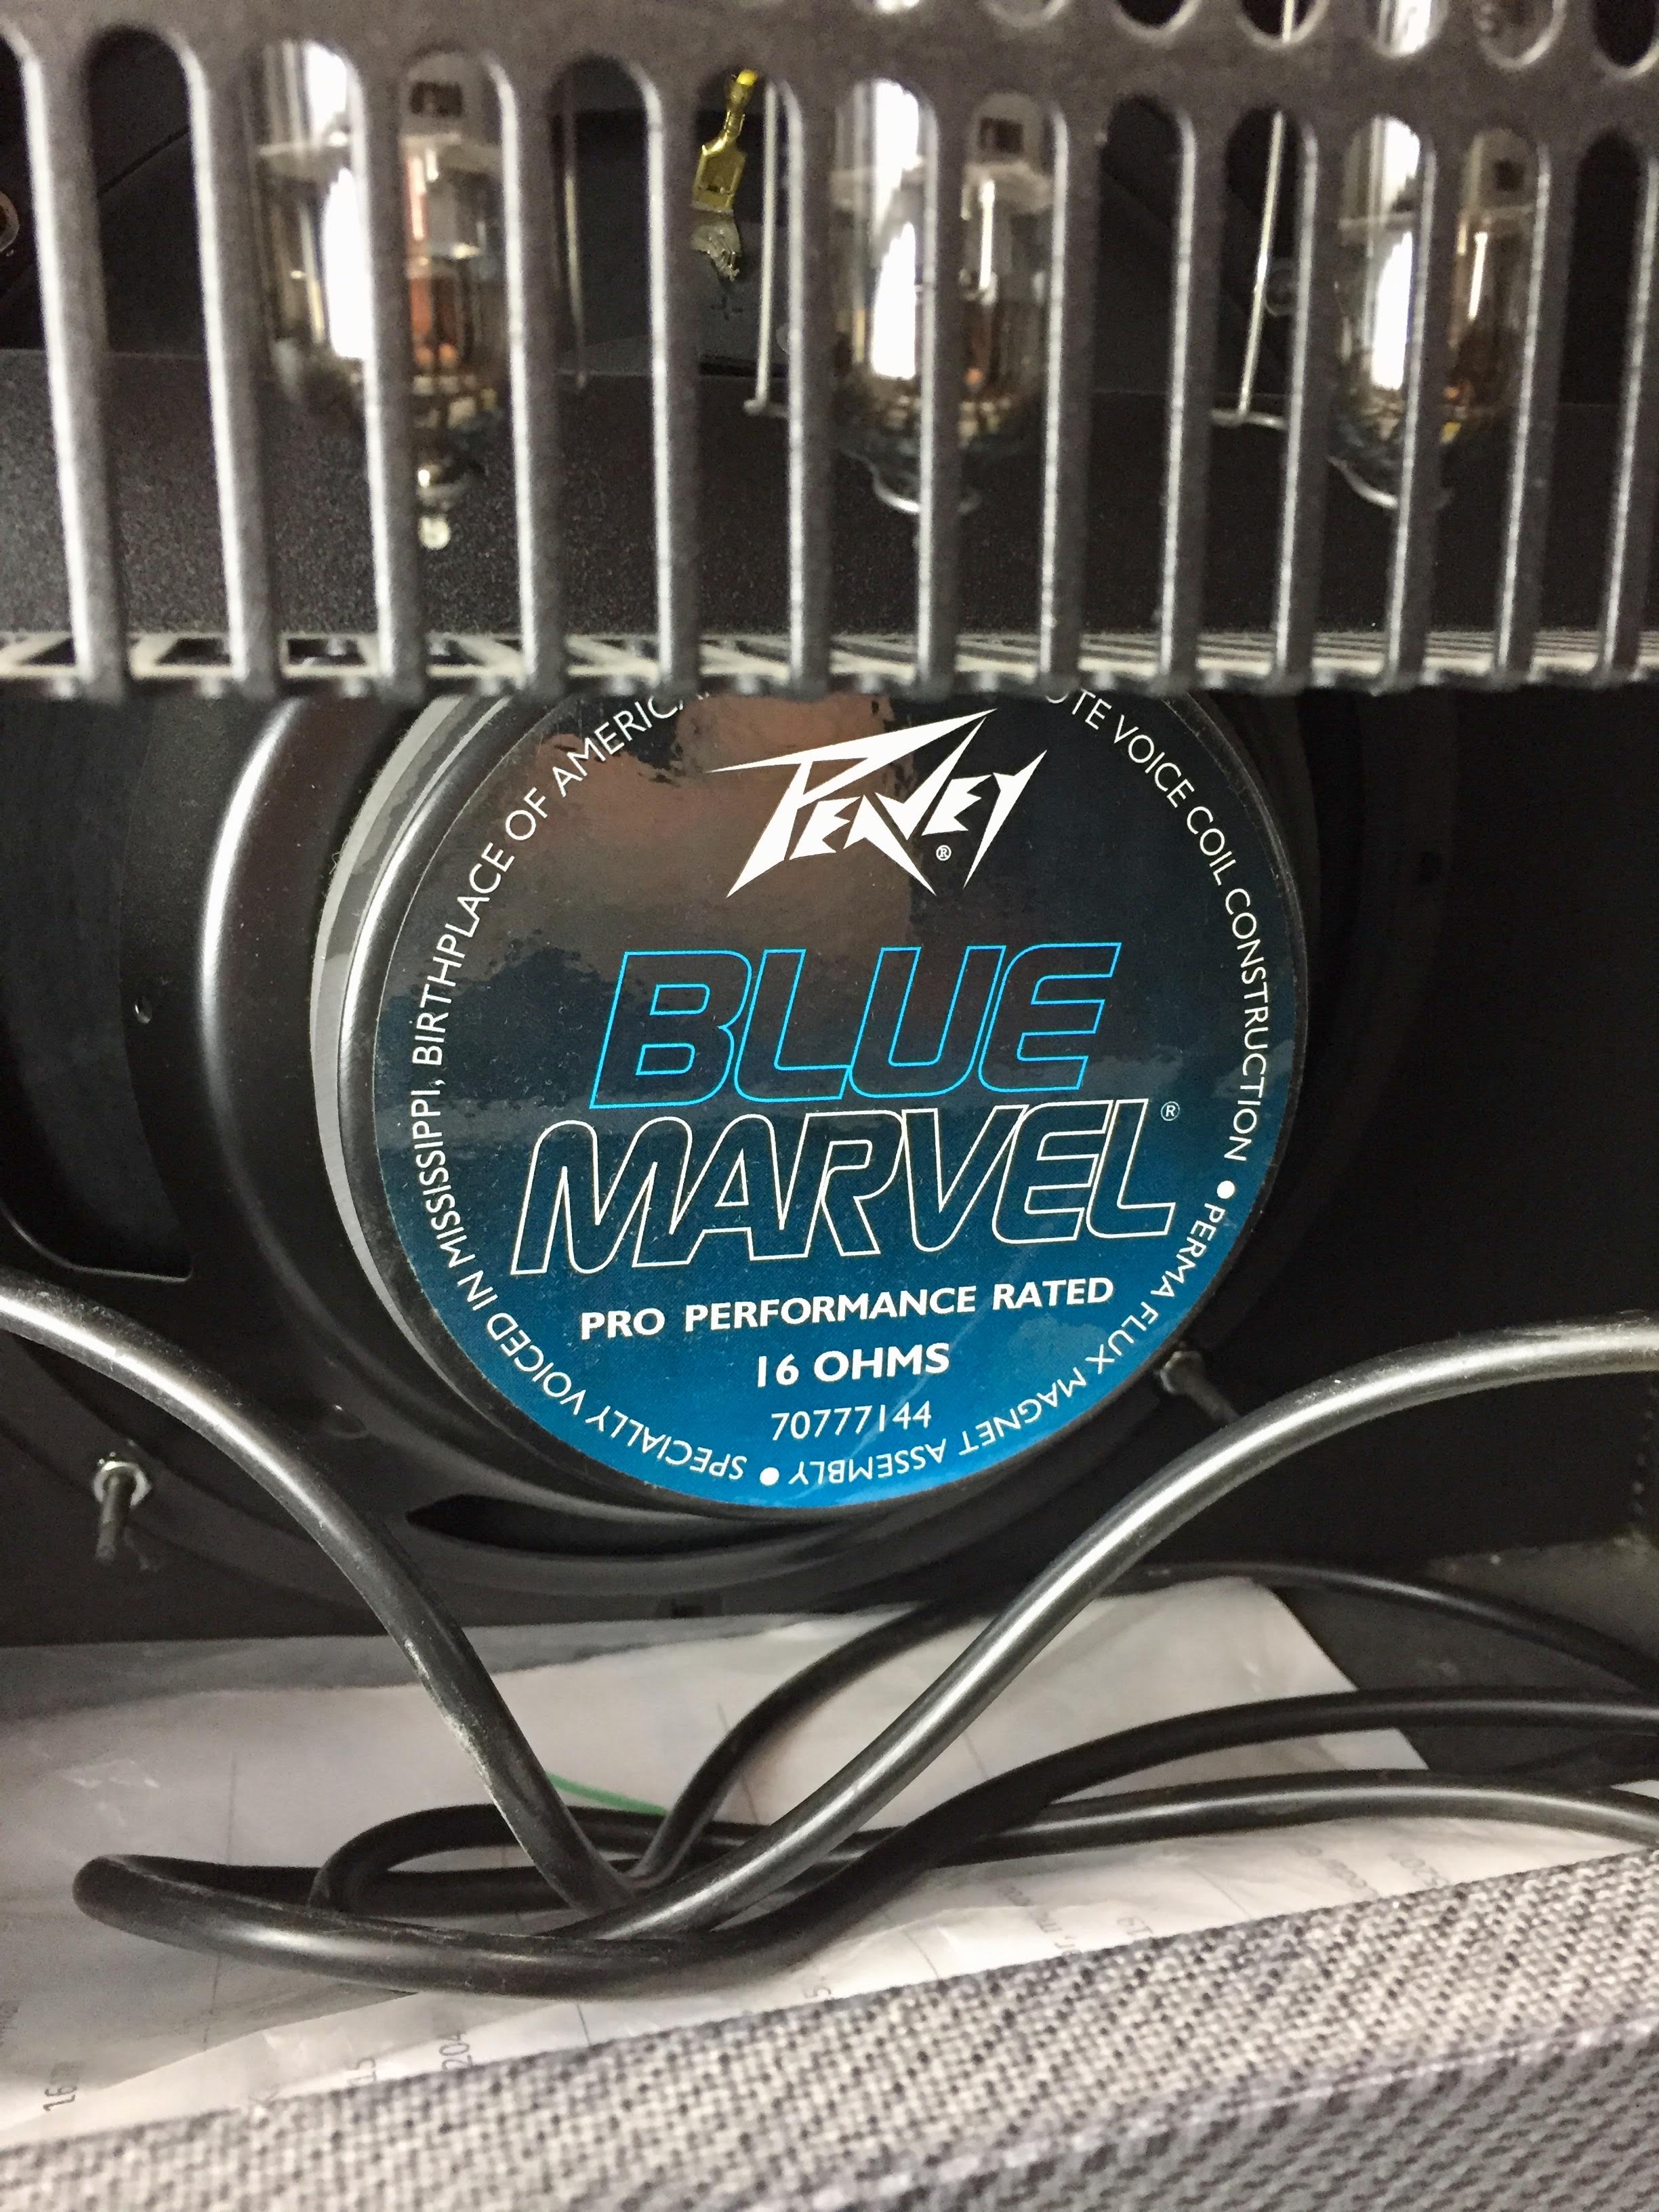 PEAVEY®
BLUE
MARVEL®
PRO PERFORMANCE RATED
16 OHMS
70777144
SPECIALLY VOICED IN MISSISSIPPI, BIRTHPLACE OF
VOICE COIL CONSTRUCTION • PERMA FLUX MAGNET ASSEMBLY •